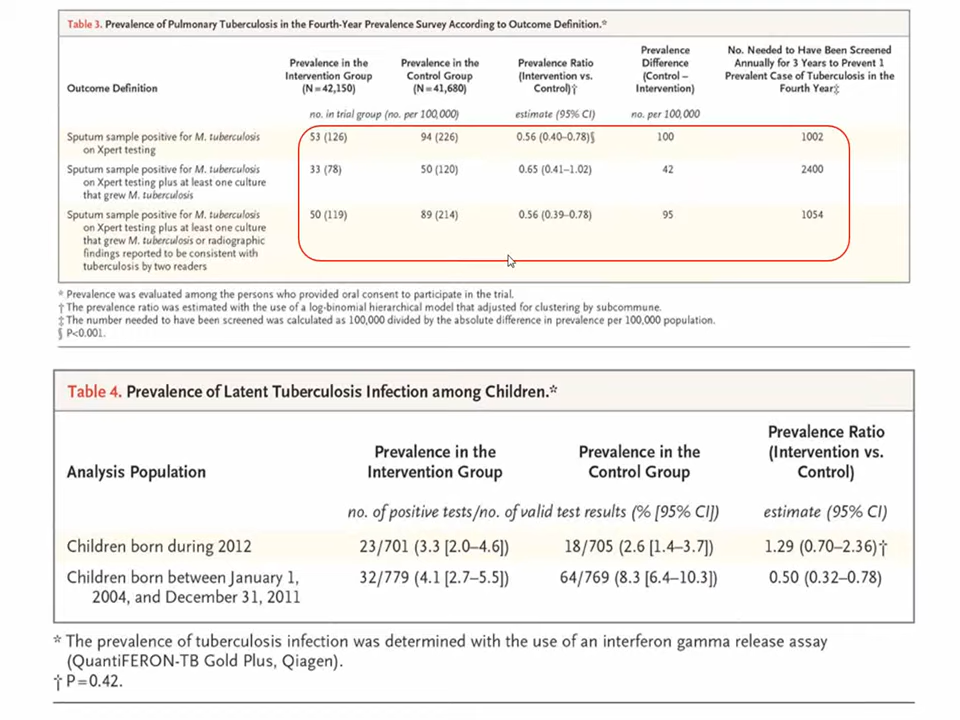 Table 3. Prevalence of Pulmonary Tuberculosis in the Fourth-Year Prevalence Survey According to Outcome Definition.*
Outcome Definition
Prevalence in the
Intervention Group
(N = 42,150)
Prevalence in the
Control Group
(N = 41,680)
Prevalence Ratio
(Intervention vs.
Control)†
Prevalence
Difference
(Control –
Intervention)
No. Needed to Have Been Screened
Annually for 3 Years to Prevent 1
Prevalent Case of Tuberculosis in the
Fourth Year‡
no. in trial group (no. per 100,000)
estimate (95% CI)
no. per 100,000
Sputum sample positive for M. tuberculosis
on Xpert testing
53 (126)
94 (226)
0.56 (0.40–0.78)§
100
1002
Sputum sample positive for M. tuberculosis
on Xpert testing plus at least one culture
that grew M. tuberculosis
33 (78)
50 (120)
0.65 (0.41–1.02)
42
2400
Sputum sample positive for M. tuberculosis
on Xpert testing plus at least one culture
that grew M. tuberculosis or radiographic
findings reported to be consistent with
tuberculosis by two readers
50 (119)
89 (214)
0.56 (0.39–0.78)
95
1054
* Prevalence was evaluated among the persons who provided oral consent to participate in the trial.
† The prevalence ratio was estimated with the use of a log-binomial hierarchical model that adjusted for clustering by subcommune.
‡ The number needed to have been screened was calculated as 100,000 divided by the absolute difference in prevalence per 100,000 population.
§ P<0.001.
Table 4. Prevalence of Latent Tuberculosis Infection among Children.*
Analysis Population
Prevalence in the
Intervention Group
Prevalence in the
Control Group
Prevalence Ratio
(Intervention vs.
Control)
no. of positive tests/no. of valid test results (% [95% CI])
estimate (95% CI)
Children born during 2012
23/701 (3.3 [2.0–4.6])
18/705 (2.6 [1.4–3.7])
1.29 (0.70–2.36)†
Children born between January 1,
2004, and December 31, 2011
32/779 (4.1 [2.7–5.5])
64/769 (8.3 [6.4–10.3])
0.50 (0.32–0.78)
* The prevalence of tuberculosis infection was determined with the use of an interferon gamma release assay
(QuantiFERON-TB Gold Plus, Qiagen).
† P=0.42.